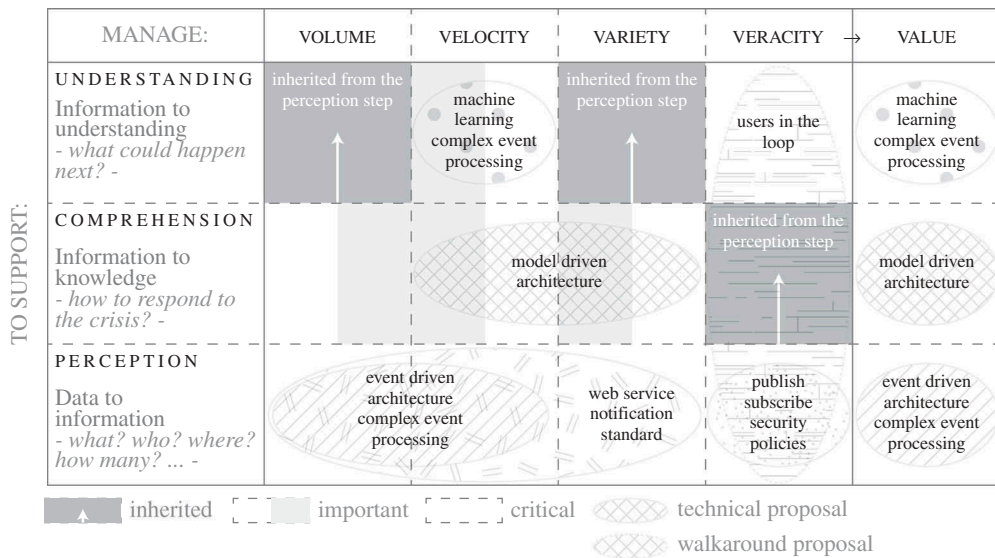 MANAGE:
VOLUME
VELOCITY
VARIETY
VERACITY → VALUE
TO SUPPORT:
UNDERSTANDING
Information to
understanding
- what could happen
next? -
inherited from the
perception step
machine
learning
complex event
processing
inherited from the
perception step
users in the
loop
machine
learning
complex event
processing
COMPREHENSION
Information to
knowledge
- how to respond to
the crisis? -
model driven
architecture
inherited from the
perception step
model driven
architecture
PERCEPTION
Data to
information
- what? who? where?
how many? ... -
event driven
architecture
complex event
processing
web service
notification
standard
publish
subscribe
security
policies
event driven
architecture
complex event
processing
inherited
important
critical
technical proposal
walkaround proposal